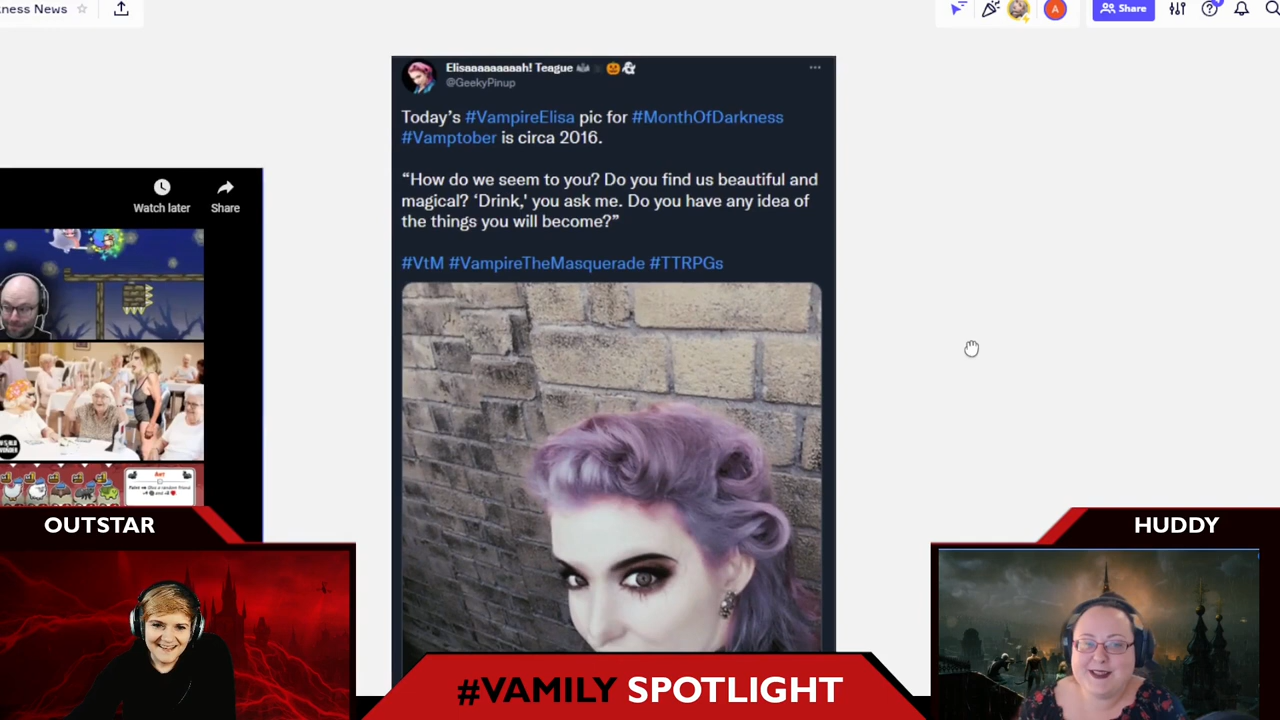 ness News
Share
Elisaaaaaaaaah! Teague
@GeekyPinup
Today's #VampireElisa pic for #MonthOfDarkness
#Vamptober is circa 2016.
“How do we seem to you? Do you find us beautiful and
magical? ‘Drink,' you ask me. Do you have any idea of
the things you will become?”
#VtM #VampireTheMasquerade #TTRPGs
Watch later
Share
OUTSTAR
HUDDY
#VAMILY SPOTLIGHT